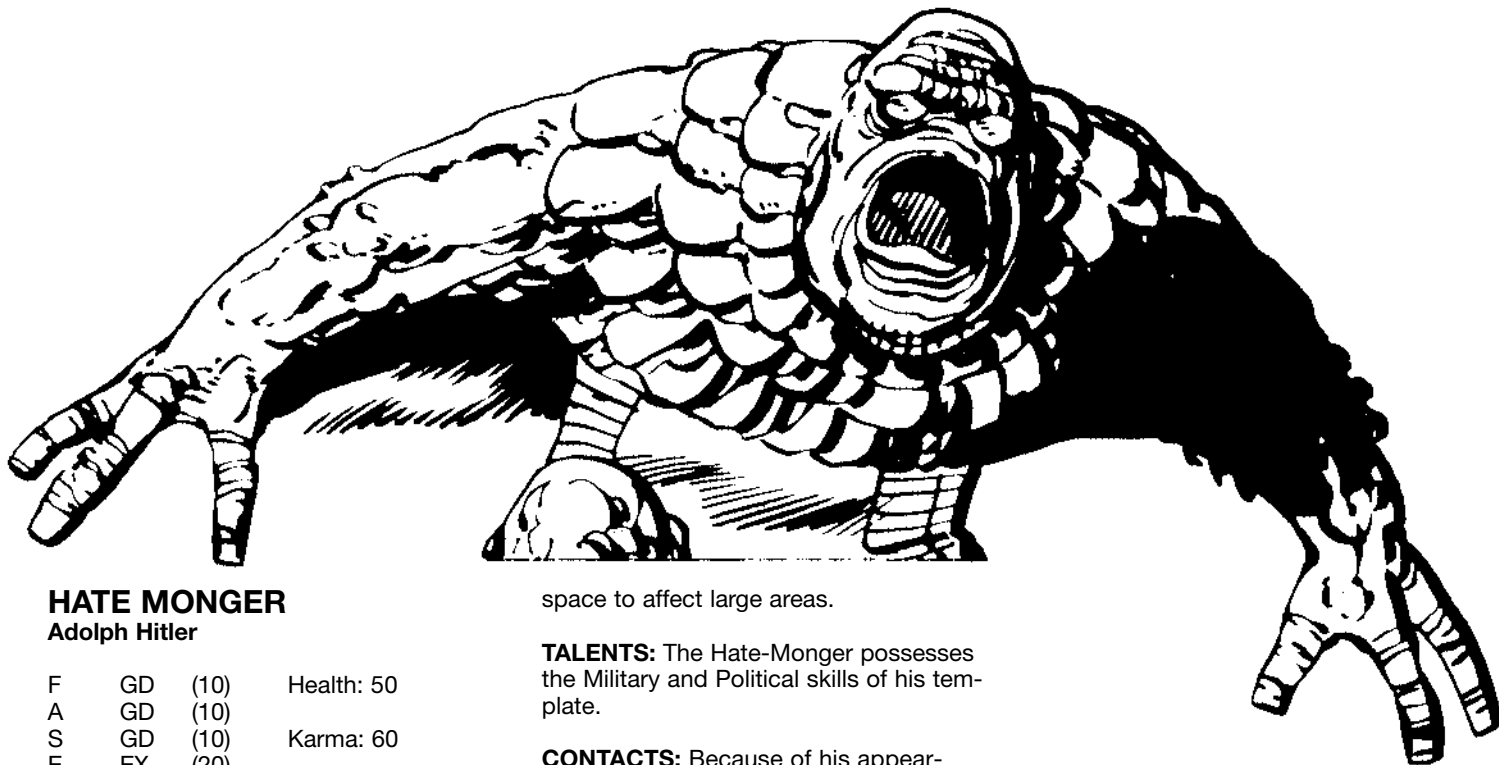 HATE MONGER
Adolph Hitler
F GD (10) Health: 50
A GD (10)
S GD (10) Karma: 60
E EX (20)
space to affect large areas.
TALENTS: The Hate-Monger possesses
the Military and Political skills of his tem-
plate.
CONTACTS: Because of his appear-